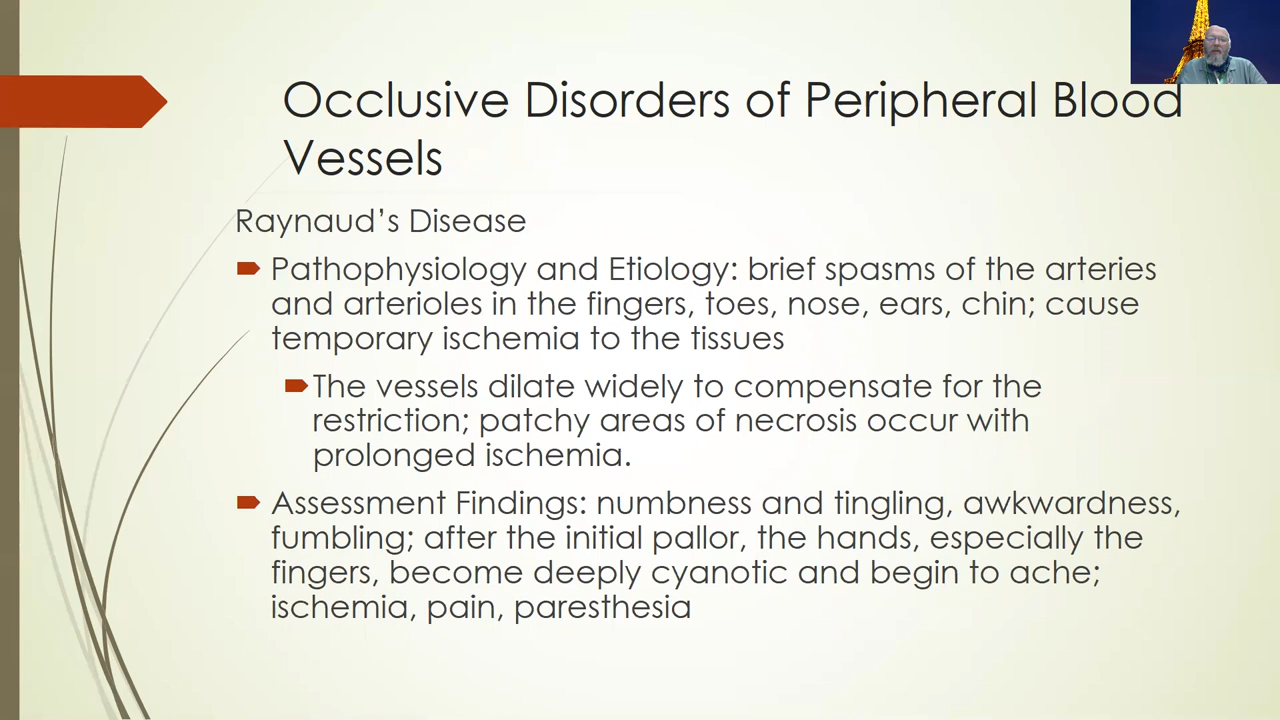 Occlusive Disorders of Peripheral Blood
Vessels
Raynaud’s Disease
Pathophysiology and Etiology: brief spasms of the arteries
and arterioles in the fingers, toes, nose, ears, chin; cause
temporary ischemia to the tissues
The vessels dilate widely to compensate for the
restriction; patchy areas of necrosis occur with
prolonged ischemia.
Assessment Findings: numbness and tingling, awkwardness,
fumbling; after the initial pallor, the hands, especially the
fingers, become deeply cyanotic and begin to ache;
ischemia, pain, paresthesia